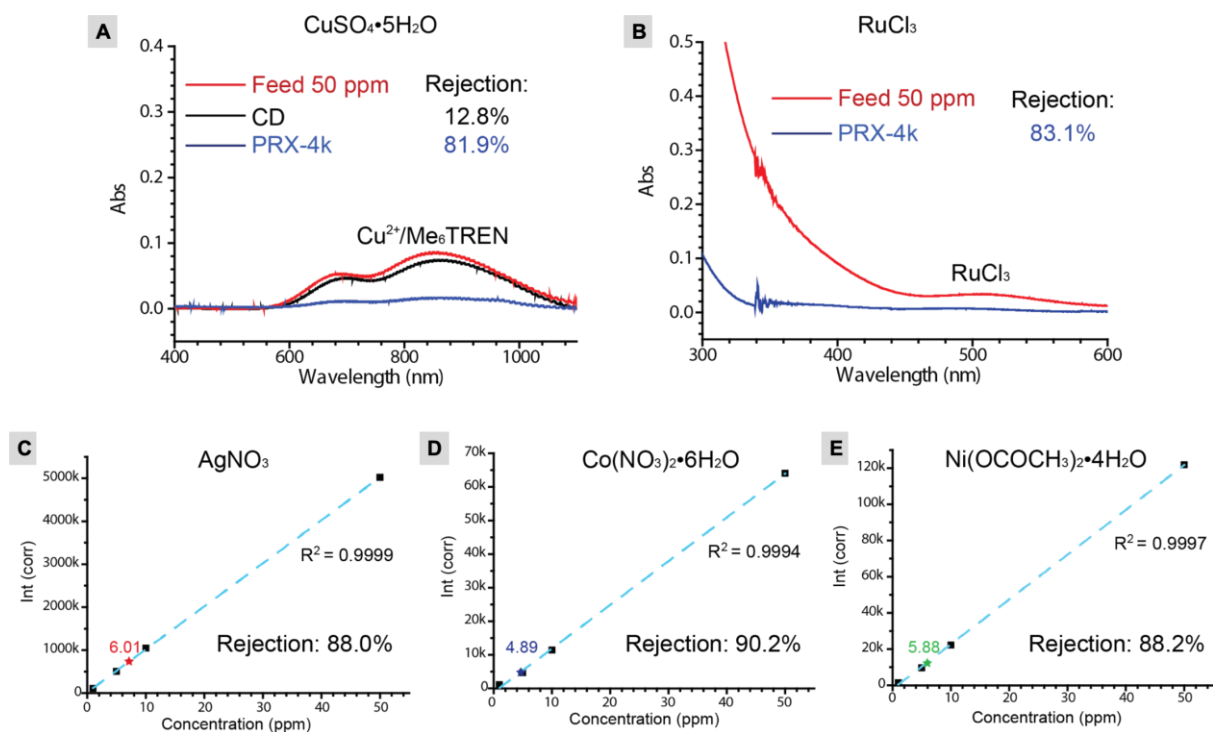 A
CuSO₄•5H₂O
0.4
0.3
0.2
0.1
0.0
Abs
Feed 50 ppm
CD
PRX-4k
Rejection:
12.8%
81.9%
Cu²⁺/Me₆TREN
400
600
800
1000
Wavelength (nm)
B
RuCl₃
0.5
0.4
0.3
0.2
0.1
0.0
Abs
Feed 50 ppm
PRX-4k
Rejection:
83.1%
RuCl₃
300
400
500
600
Wavelength (nm)
C
AgNO₃
5000k
4000k
3000k
2000k
1000k
0
Int (corr)
R² = 0.9999
6.01
Rejection: 88.0%
0
10
20
30
40
50
Concentration (ppm)
D
Co(NO₃)₂•6H₂O
70k
60k
50k
40k
30k
20k
10k
0
Int (corr)
R² = 0.9994
4.89
Rejection: 90.2%
0
10
20
30
40
50
Concentration (ppm)
E
Ni(OCOCH₃)₂•4H₂O
120k
100k
80k
60k
40k
20k
0
Int (corr)
R² = 0.9997
5.88
Rejection: 88.2%
0
10
20
30
40
50
Concentration (ppm)